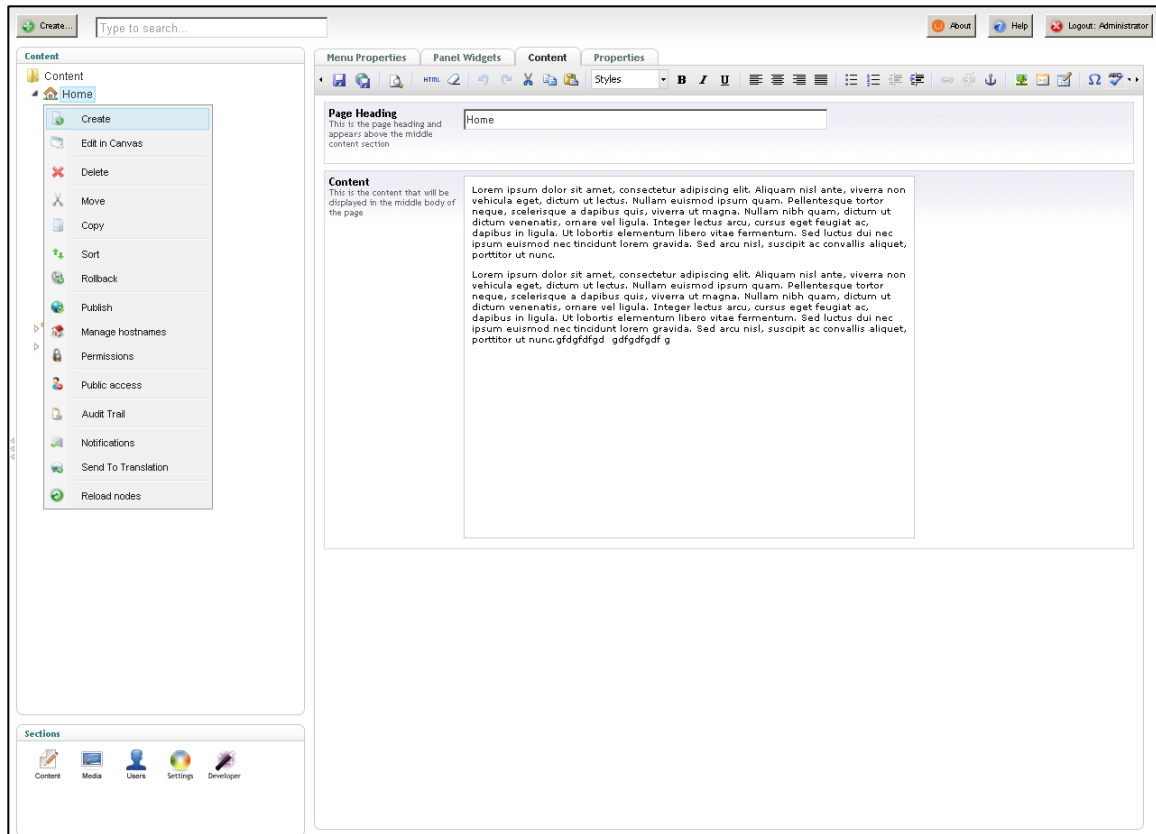 Create...
Type to search...
About
Help
Logout: Administrator
Content
Content
Home
Create
Edit in Canvas
Delete
Move
Copy
Sort
Rollback
Publish
Manage hostnames
Permissions
Public access
Audit Trail
Notifications
Send To Translation
Reload nodes
Sections
Content
Media
Users
Settings
Developer
Menu Properties
Panel Widgets
Content
Properties
HTML
Styles
B I U
Ω
ABC
Page Heading
This is the page heading and
appears above the middle
content section
Home
Content
This is the content that will be
displayed in the middle body of
the page
Lorem ipsum dolor sit amet, consectetur adipiscing elit. Aliquam nisl ante, viverra non
vehicula eget, dictum ut lectus. Nullam euismod ipsum quam. Pellentesque tortor
neque, scelerisque a dapibus quis, viverra ut magna. Nullam nibh quam, dictum ut
dictum venenatis, ornare vel ligula. Integer lectus arcu, cursus eget feugiat ac,
dapibus in ligula. Ut lobortis elementum libero vitae fermentum. Sed luctus dui nec
ipsum euismod nec tincidunt lorem gravida. Sed arcu nisl, suscipit ac convallis aliquet,
porttitor ut nunc.
Lorem ipsum dolor sit amet, consectetur adipiscing elit. Aliquam nisl ante, viverra non
vehicula eget, dictum ut lectus. Nullam euismod ipsum quam. Pellentesque tortor
neque, scelerisque a dapibus quis, viverra ut magna. Nullam nibh quam, dictum ut
dictum venenatis, ornare vel ligula. Integer lectus arcu, cursus eget feugiat ac,
dapibus in ligula. Ut lobortis elementum libero vitae fermentum. Sed luctus dui nec
ipsum euismod nec tincidunt lorem gravida. Sed arcu nisl, suscipit ac convallis aliquet,
porttitor ut nunc.gfdgfdfgd gdfgdfgdf g